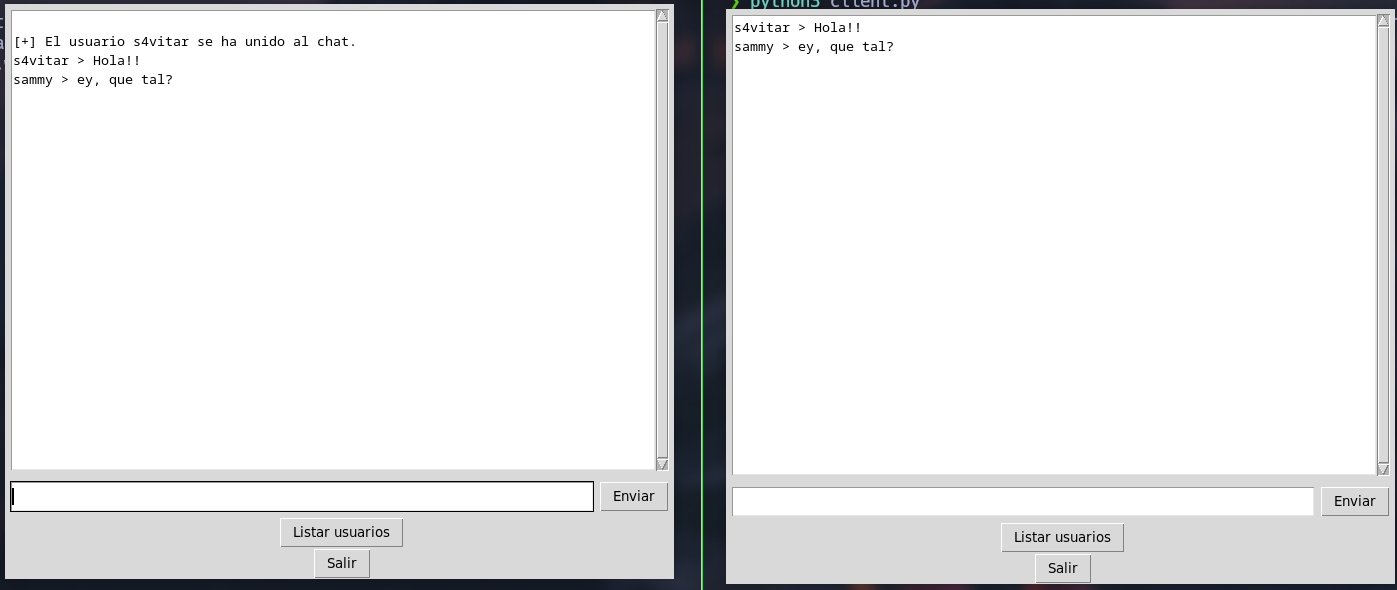 [+] El usuario s4vitar se ha unido al chat.
s4vitar > Hola!!
sammy > ey, que tal?
Enviar
Listar usuarios
Salir
❯ python3 client.py
s4vitar > Hola!!
sammy > ey, que tal?
Enviar
Listar usuarios
Salir